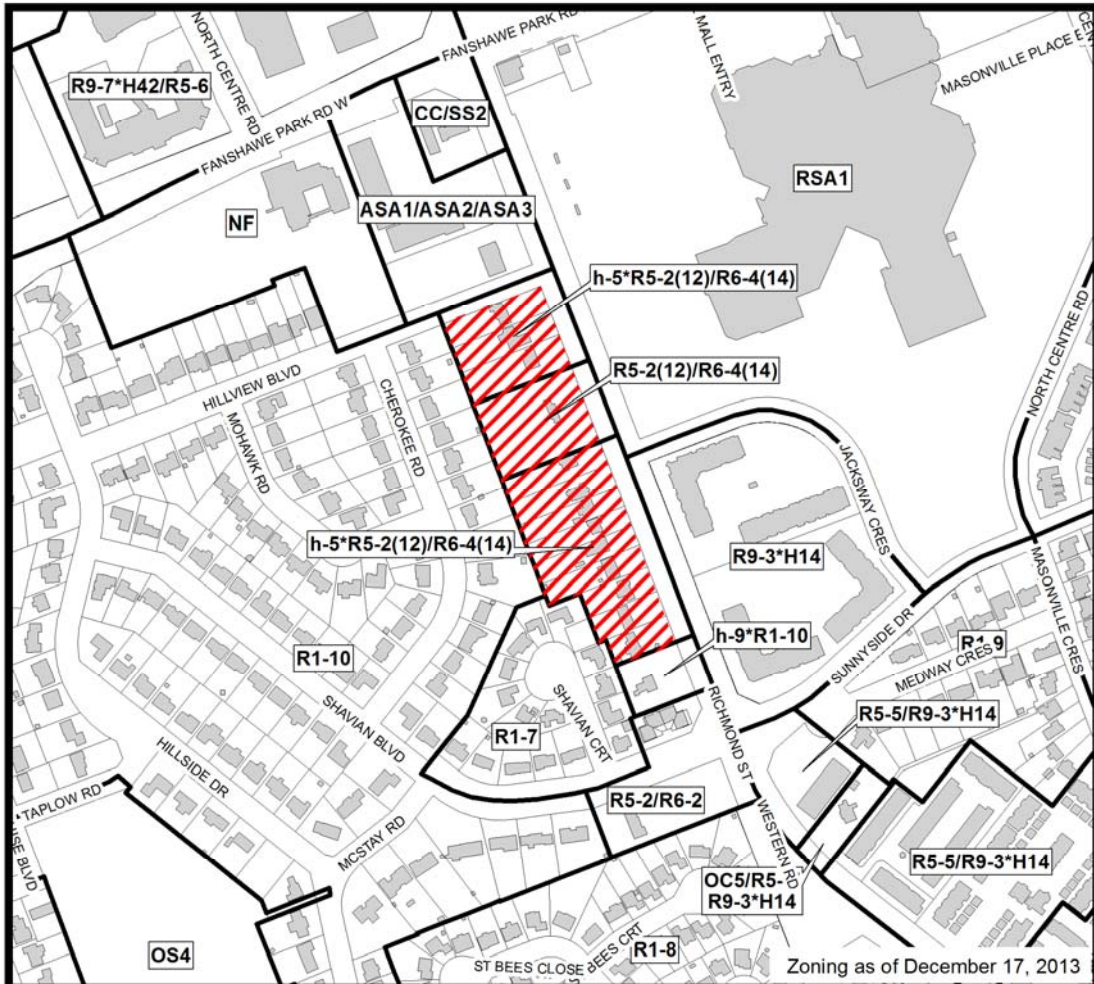 FANSHAWE PARK RD
MALL ENTRY
MASONVILLE PLACE E
CEN
NORTH CENTRE RD
R9-7*H42/R5-6
FANSHAWE PARK RD W
CC/SS2
RSA1
ASA1/ASA2/ASA3
NF
h-5*R5-2(12)/R6-4(14)
NORTH CENTRE RD
R5-2(12)/R6-4(14)
HILLVIEW BLVD
CHEROKEE RD
MOHAWK RD
JACKSWAY CRES
h-5*R5-2(12)/R6-4(14)
R9-3*H14
MASONVILLE CRES
SUNNYSIDE DR
h-9*R1-10
R1-9
MEDWAY CRES
R1-10
SHAVIAN BLVD
SHAVIAN CRT
RICHMOND ST
R5-5/R9-3*H14
R1-7
HILLSIDE DR
TAPLOW RD
R5-2/R6-2
WESTERN RD
MCSTAY RD
R5-5/R9-3*H14
OC5/R5-
R9-3*H14
OS4
R1-8
ST BEES CLOSE
BEES CRT
Zoning as of December 17, 2013